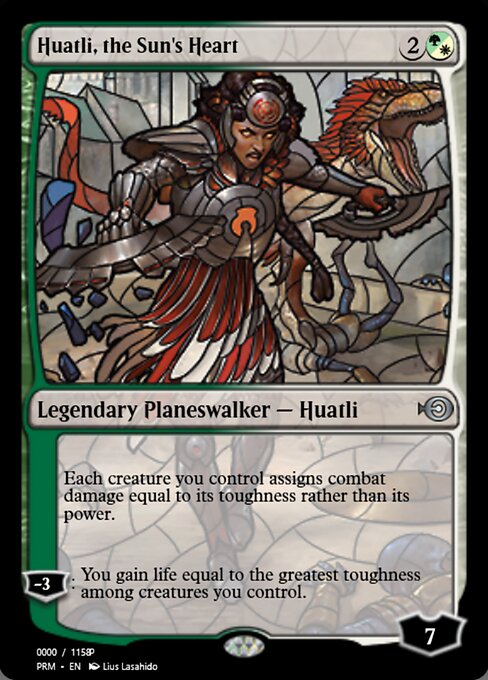 Huatli, the Sun's Heart 2
Legendary Planeswalker — Huatli
Each creature you control assigns combat
damage equal to its toughness rather than its
power.
-3 : You gain life equal to the greatest toughness
among creatures you control.
7
0000 / 1158P
PRM • EN Lius Lasahido